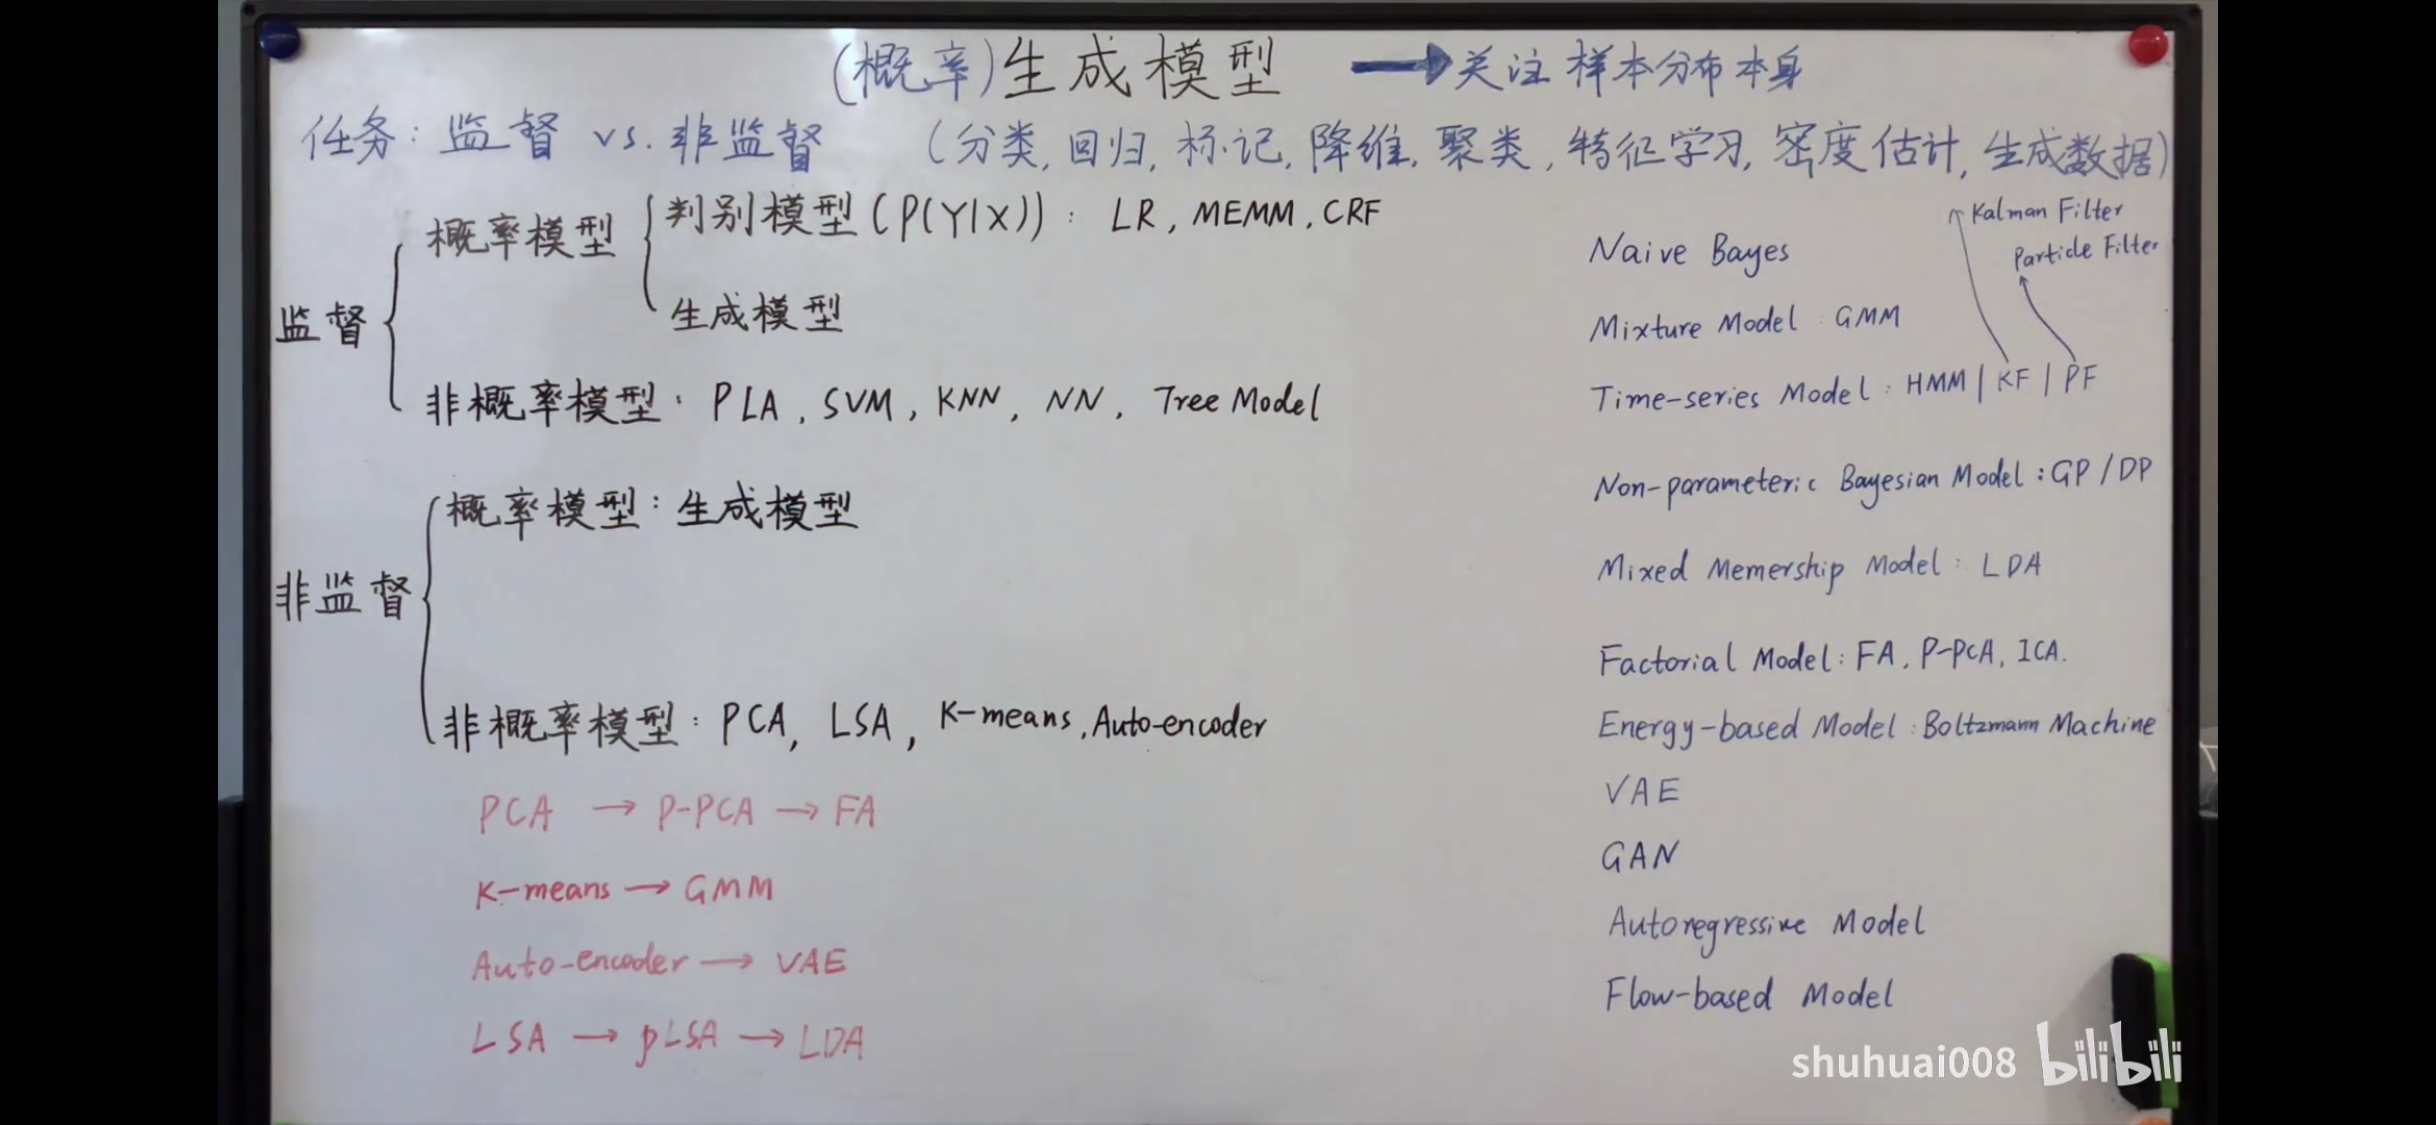 (概率)生成模型 → 关注样本分布本身
任务: 监督 vs. 非监督 (分类, 回归, 标记, 降维, 聚类, 特征学习, 密度估计, 生成数据)
监督
概率模型
判别模型 (P(Y|X)) : LR, MEMM, CRF
生成模型
非概率模型: PLA, SVM, KNN, NN, Tree Model
非监督
概率模型: 生成模型
非概率模型: PCA, LSA, K-means, Auto-encoder
PCA → P-PCA → FA
K-means → GMM
Auto-encoder → VAE
LSA → pLSA → LDA
Kalman Filter
Particle Filter
Naive Bayes
Mixture Model: GMM
Time-series Model: HMM | KF | PF
Non-parameteric Bayesian Model: GP / DP
Mixed Memership Model: LDA
Factorial Model: FA, P-PCA, ICA.
Energy-based Model: Boltzmann Machine
VAE
GAN
Autoregressive Model
Flow-based Model
shuhuai008 bilibili